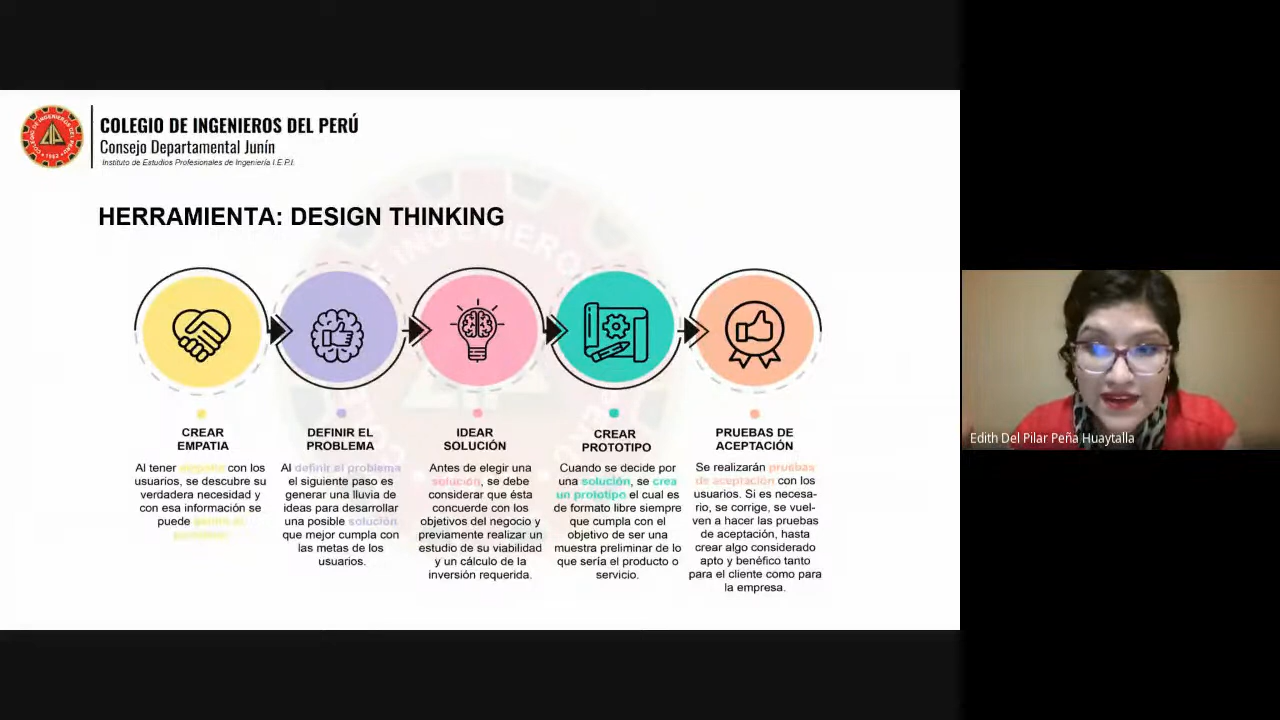 COLEGIO DE INGENIEROS DEL PERÚ
Consejo Departamental Junín
Instituto de Estudios Profesionales de Ingeniería I.E.P.I.
HERRAMIENTA: DESIGN THINKING
CREAR
EMPATIA
Al tener empatía con los
usuarios, se descubre su
verdadera necesidad y
con esa información se
puede
DEFINIR EL
PROBLEMA
Al definir el problema
el siguiente paso es
generar una lluvia de
ideas para desarrollar
una posible solución
que mejor cumpla con
las metas de los
usuarios.
IDEAR
SOLUCIÓN
Antes de elegir una
solución, se debe
considerar que ésta
concuerde con los
objetivos del negocio y
previamente realizar un
estudio de su viabilidad
y un cálculo de la
inversión requerida.
CREAR
PROTOTIPO
Cuando se decide por
una solución, se crea
un prototipo el cual es
de formato libre siempre
que cumpla con el
objetivo de ser una
muestra preliminar de lo
que sería el producto o
servicio.
PRUEBAS DE
ACEPTACIÓN
Se realizarán pruebas
de aceptación con los
usuarios. Si es necesa-
rio, se corrige, se vuel-
ven a hacer las pruebas
de aceptación, hasta
crear algo considerado
apto y benéfico tanto
para el cliente como para
la empresa.
Edith Del Pilar Peña Huaytalla